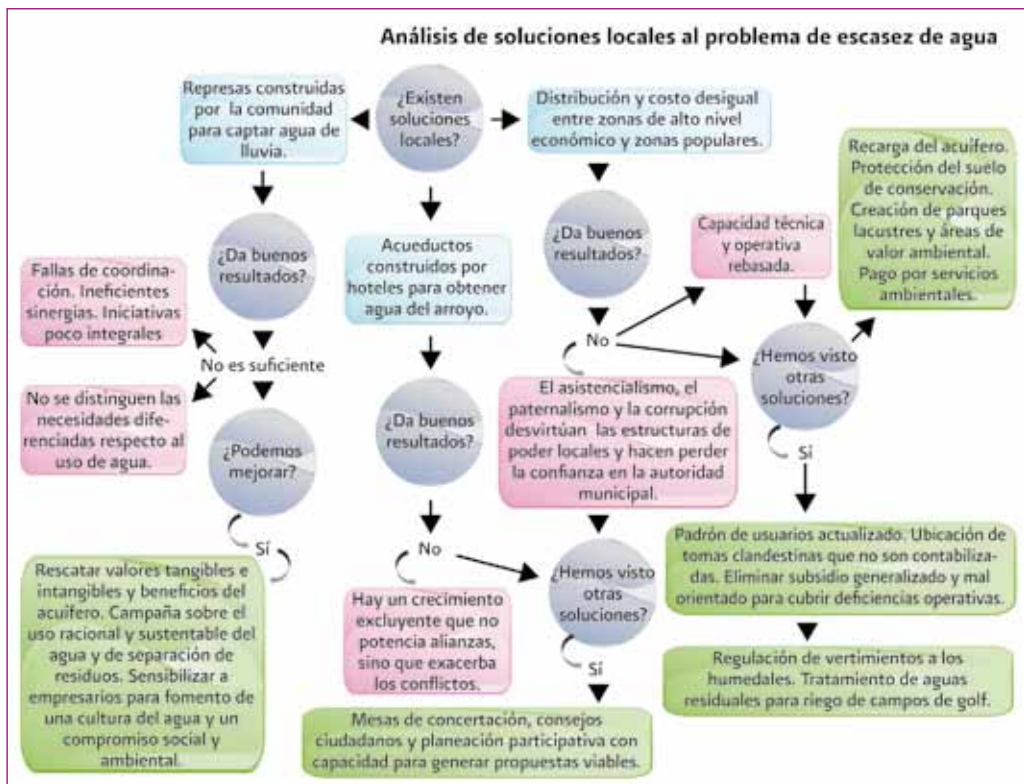 Análisis de soluciones locales al problema de escasez de agua
¿Existen
soluciones
locales?
Represas construidas
por la comunidad
para captar agua de
lluvia.
¿Da buenos
resultados?
No es suficiente
Fallas de coordina-
ción. Ineficientes
sinergias. Iniciativas
poco integrales
No se distinguen las
necesidades dife-
renciadas respecto al
uso de agua.
¿Podemos
mejorar?
Sí
Rescatar valores tangibles e
intangibles y beneficios del
acuífero. Campaña sobre el
uso racional y sustentable del
agua y de separación de
residuos. Sensibilizar a
empresarios para fomento de
una cultura del agua y un
compromiso social y
ambiental.
Acueductos
construidos por
hoteles para obtener
agua del arroyo.
¿Da buenos
resultados?
No
Hay un crecimiento
excluyente que no
potencia alianzas,
sino que exacerba
los conflictos.
Distribución y costo desigual
entre zonas de alto nivel
económico y zonas populares.
¿Da buenos
resultados?
No
El asistencialismo, el
paternalismo y la corrupción
desvirtúan las estructuras de
poder locales y hacen perder
la confianza en la autoridad
municipal.
¿Hemos visto
otras
soluciones?
Sí
Mesas de concertación, consejos
ciudadanos y planeación participativa con
capacidad para generar propuestas viables.
Capacidad técnica
y operativa
rebasada.
¿Hemos visto
otras
soluciones?
Recarga del acuífero.
Protección del suelo
de conservación.
Creación de parques
lacustres y áreas de
valor ambiental.
Pago por servicios
ambientales.
Sí
Padrón de usuarios actualizado. Ubicación de
tomas clandestinas que no son contabiliza-
das. Eliminar subsidio generalizado y mal
orientado para cubrir deficiencias operativas.
Regulación de vertimientos a los
humedales. Tratamiento de aguas
residuales para riego de campos de golf.